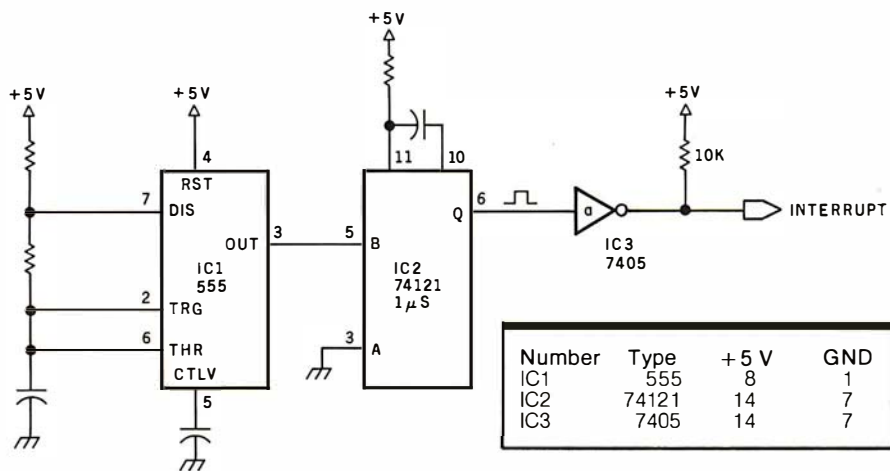 +5V
+5V
+5V
+5V
10K
4
RST
7
DIS
OUT
3
IC1
555
2
TRG
6
THR
CTLV
5
11
10
5
B
Q
6
IC2
74121
1μS
3
A
a
IC3
7405
INTERRUPT
Number Type +5 V GND
IC1 555 8 1
IC2 74121 14 7
IC3 7405 14 7